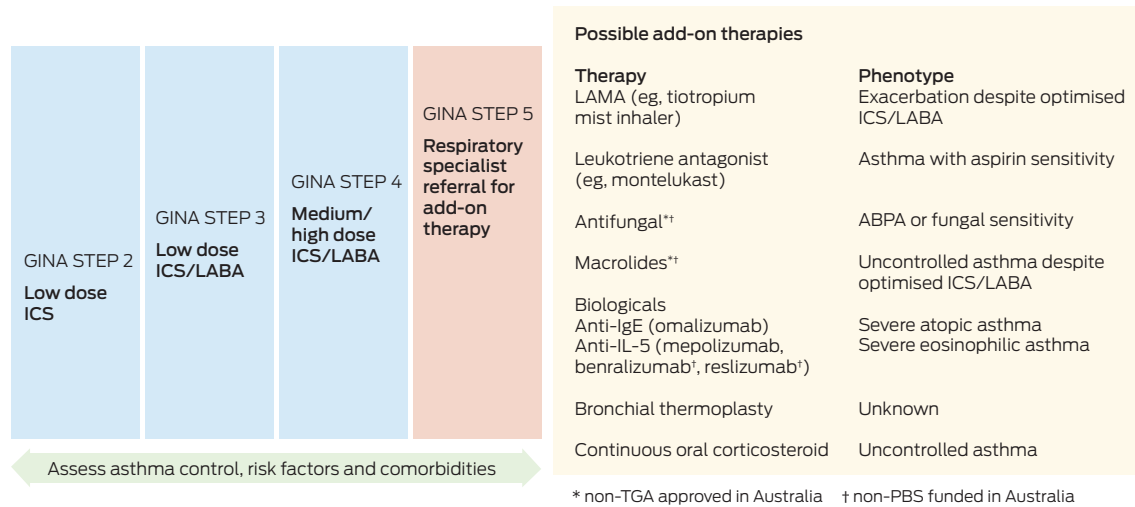 GINA STEP 2
Low dose
ICS
GINA STEP 3
Low dose
ICS/LABA
GINA STEP 4
Medium/
high dose
ICS/LABA
GINA STEP 5
Respiratory
specialist
referral for
add-on
therapy
Assess asthma control, risk factors and comorbidities
Possible add-on therapies
Therapy Phenotype
LAMA (eg, tiotropium Exacerbation despite optimised
mist inhaler) ICS/LABA
Leukotriene antagonist Asthma with aspirin sensitivity
(eg, montelukast)
Antifungal*† ABPA or fungal sensitivity
Macrolides*† Uncontrolled asthma despite
optimised ICS/LABA
Biologicals
Anti-IgE (omalizumab) Severe atopic asthma
Anti-IL-5 (mepolizumab, Severe eosinophilic asthma
benralizumab†, reslizumab†)
Bronchial thermoplasty Unknown
Continuous oral corticosteroid Uncontrolled asthma
* non-TGA approved in Australia † non-PBS funded in Australia